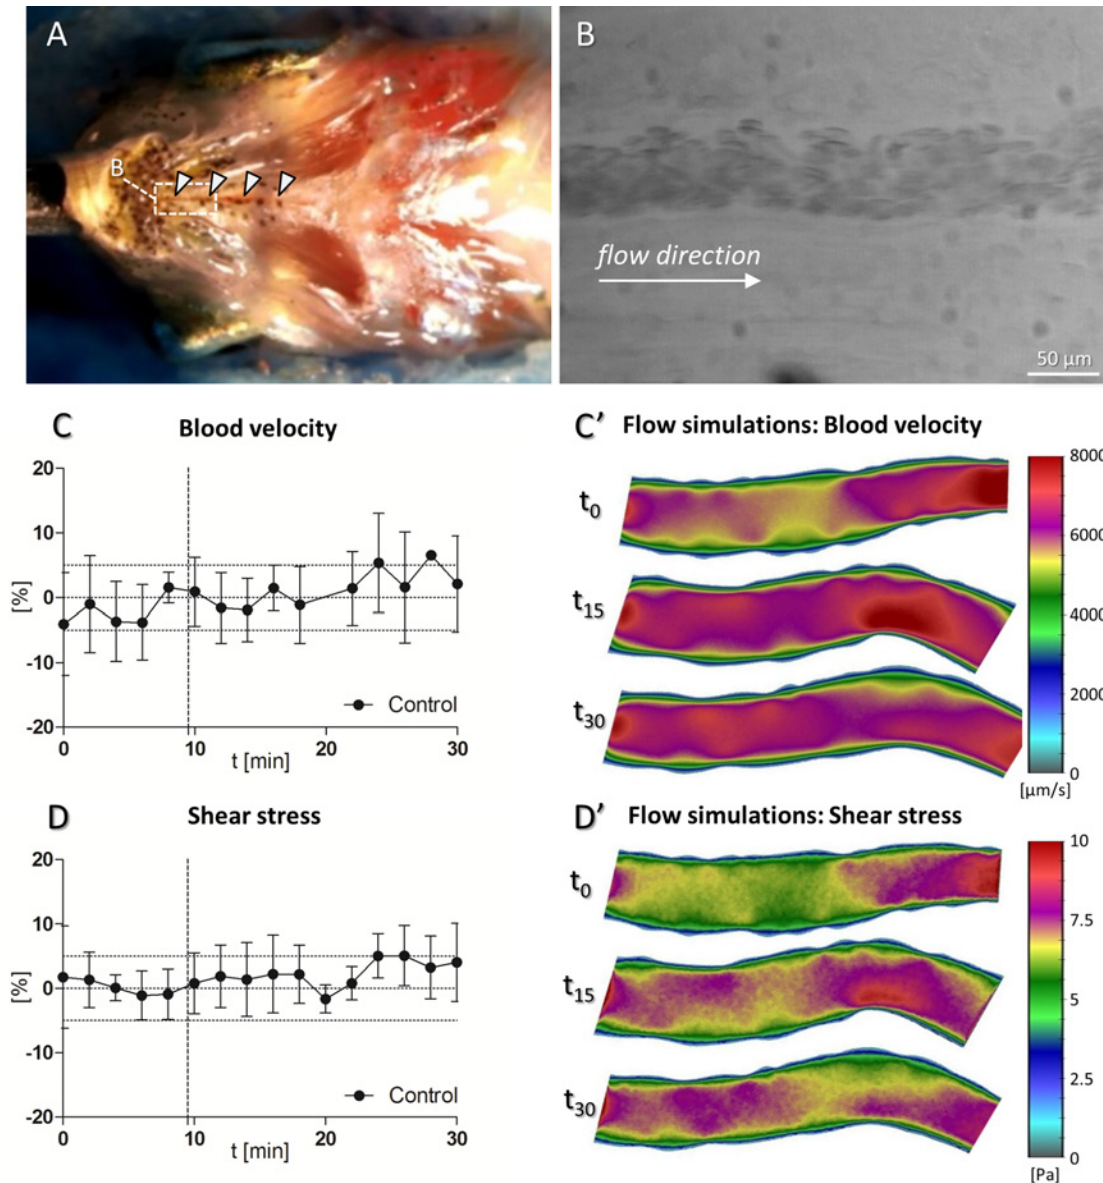 A
B
B
flow direction
50 µm
C
Blood velocity
20
10
0
-10
-20
[%]
Control
0
10
20
30
t [min]
C'
Flow simulations: Blood velocity
t0
t15
t30
8000
6000
4000
2000
0
[µm/s]
D
Shear stress
20
10
0
-10
-20
[%]
Control
0
10
20
30
t [min]
D'
Flow simulations: Shear stress
t0
t15
t30
10
7.5
5
2.5
0
[Pa]